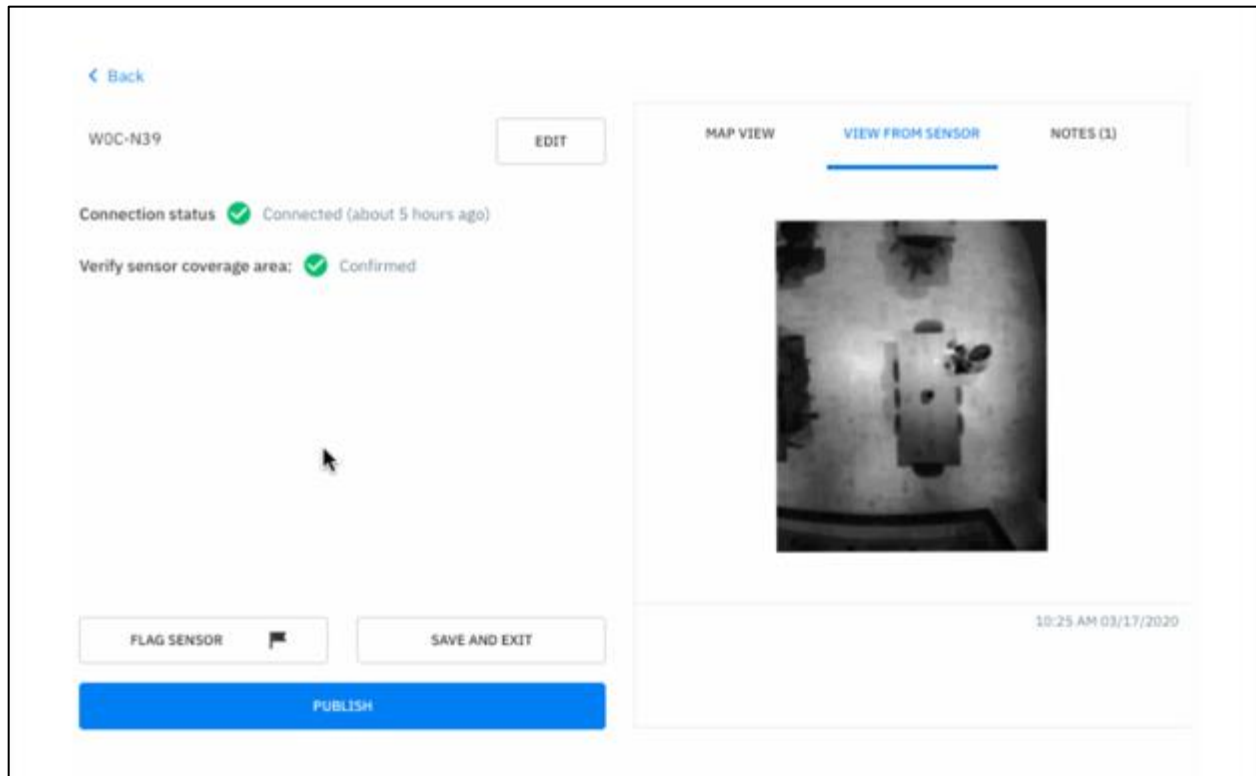 Back
W0C-N39
EDIT
Connection status Connected (about 5 hours ago)
Verify sensor coverage area: Confirmed
FLAG SENSOR
SAVE AND EXIT
PUBLISH
MAP VIEW VIEW FROM SENSOR NOTES (1)
10:25 AM 03/17/2020